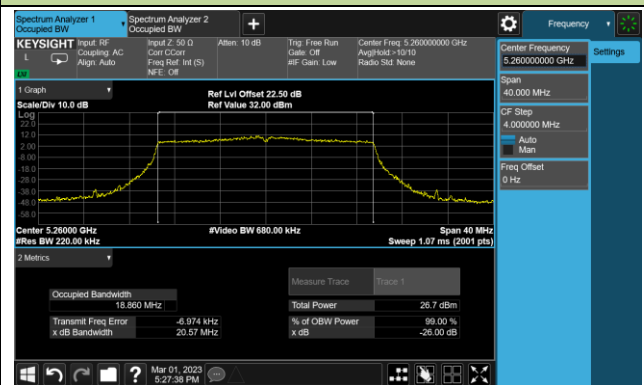 Spectrum Analyzer 1
Occupied BW
Spectrum Analyzer 2
Occupied BW
+
Frequency
KEYSIGHT
L
Input: RF
Coupling: AC
Align: Auto
Input Z: 50 Ω
Corr CCorr
Freq Ref: Int (S)
NFE: Off
Atten: 10 dB
Trig: Free Run
Gate: Off
#IF Gain: Low
Center Freq: 5.260000000 GHz
Avg|Hold:>10/10
Radio Std: None
Center Frequency
5.260000000 GHz
Settings
Span
40.000 MHz
CF Step
4.000000 MHz
Auto
Man
Freq Offset
0 Hz
1 Graph
Scale/Div 10.0 dB
Ref Lvl Offset 22.50 dB
Ref Value 32.00 dBm
Log
22.0
12.0
2.00
-8.00
-18.0
-28.0
-38.0
-48.0
-58.0
Center 5.26000 GHz
#Res BW 220.00 kHz
#Video BW 680.00 kHz
Span 40 MHz
Sweep 1.07 ms (2001 pts)
2 Metrics
Measure Trace
Trace 1
Occupied Bandwidth
18.860 MHz
Total Power
26.7 dBm
Transmit Freq Error
-6.974 kHz
% of OBW Power
99.00 %
x dB Bandwidth
20.57 MHz
x dB
-26.00 dB
?
Mar 01, 2023
5:27:38 PM